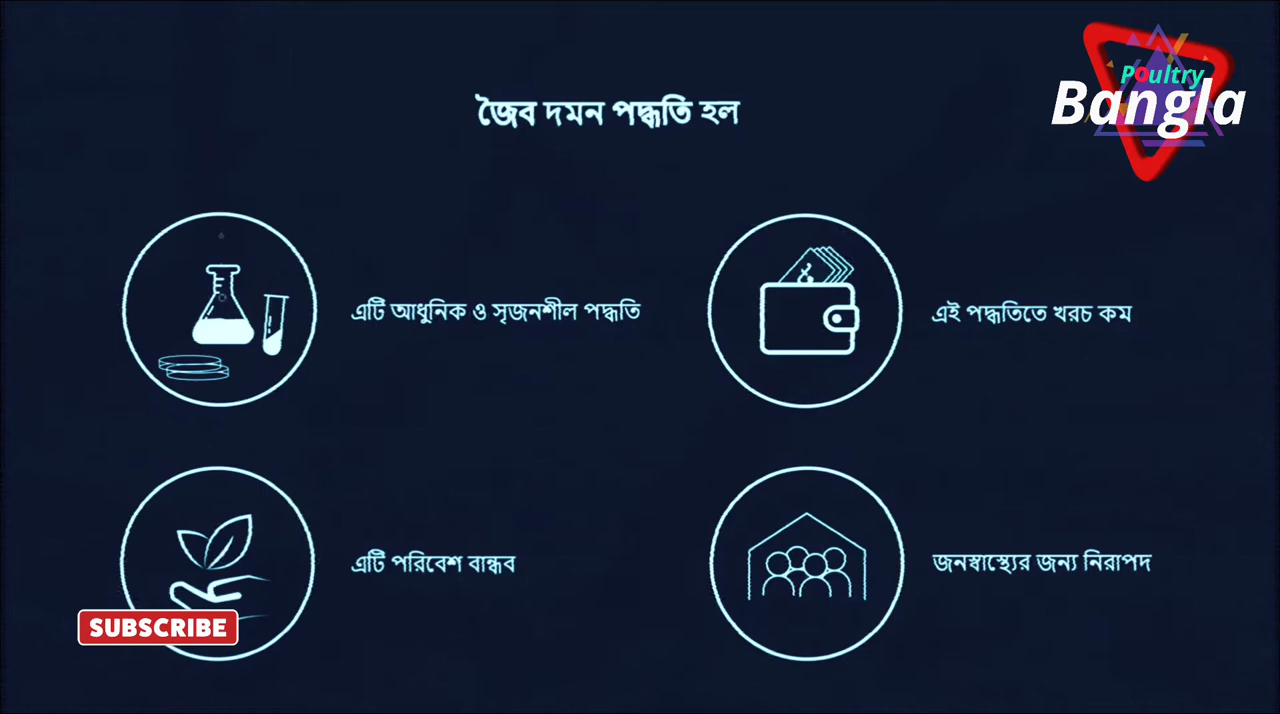 Poultry
Bangla
জৈব দমন পদ্ধতি হল
এটি আধুনিক ও সৃজনশীল পদ্ধতি
এই পদ্ধতিতে খরচ কম
এটি পরিবেশ বান্ধব
জনস্বাস্থ্যের জন্য নিরাপদ
SUBSCRIBE